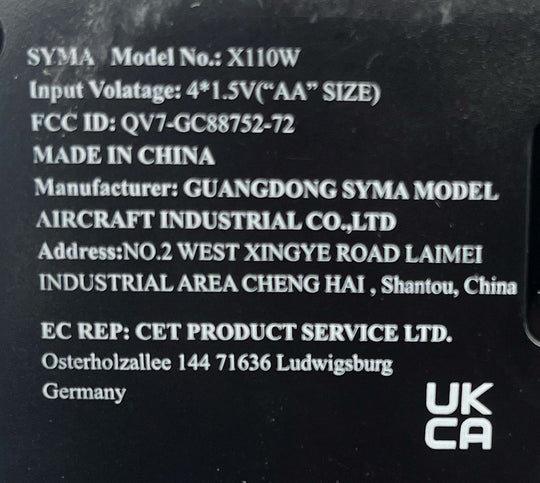 SYMA Model No.: X110W
Input Volatage: 4*1.5V(“AA” SIZE)
FCC ID: QV7-GC88752-72
MADE IN CHINA
Manufacturer: GUANGDONG SYMA MODEL
AIRCRAFT INDUSTRIAL CO.,LTD
Address:NO.2 WEST XINGYE ROAD LAIMEI
INDUSTRIAL AREA CHENG HAI , Shantou, China
EC REP: CET PRODUCT SERVICE LTD.
Osterholzallee 144 71636 Ludwigsburg
Germany
UK
CA